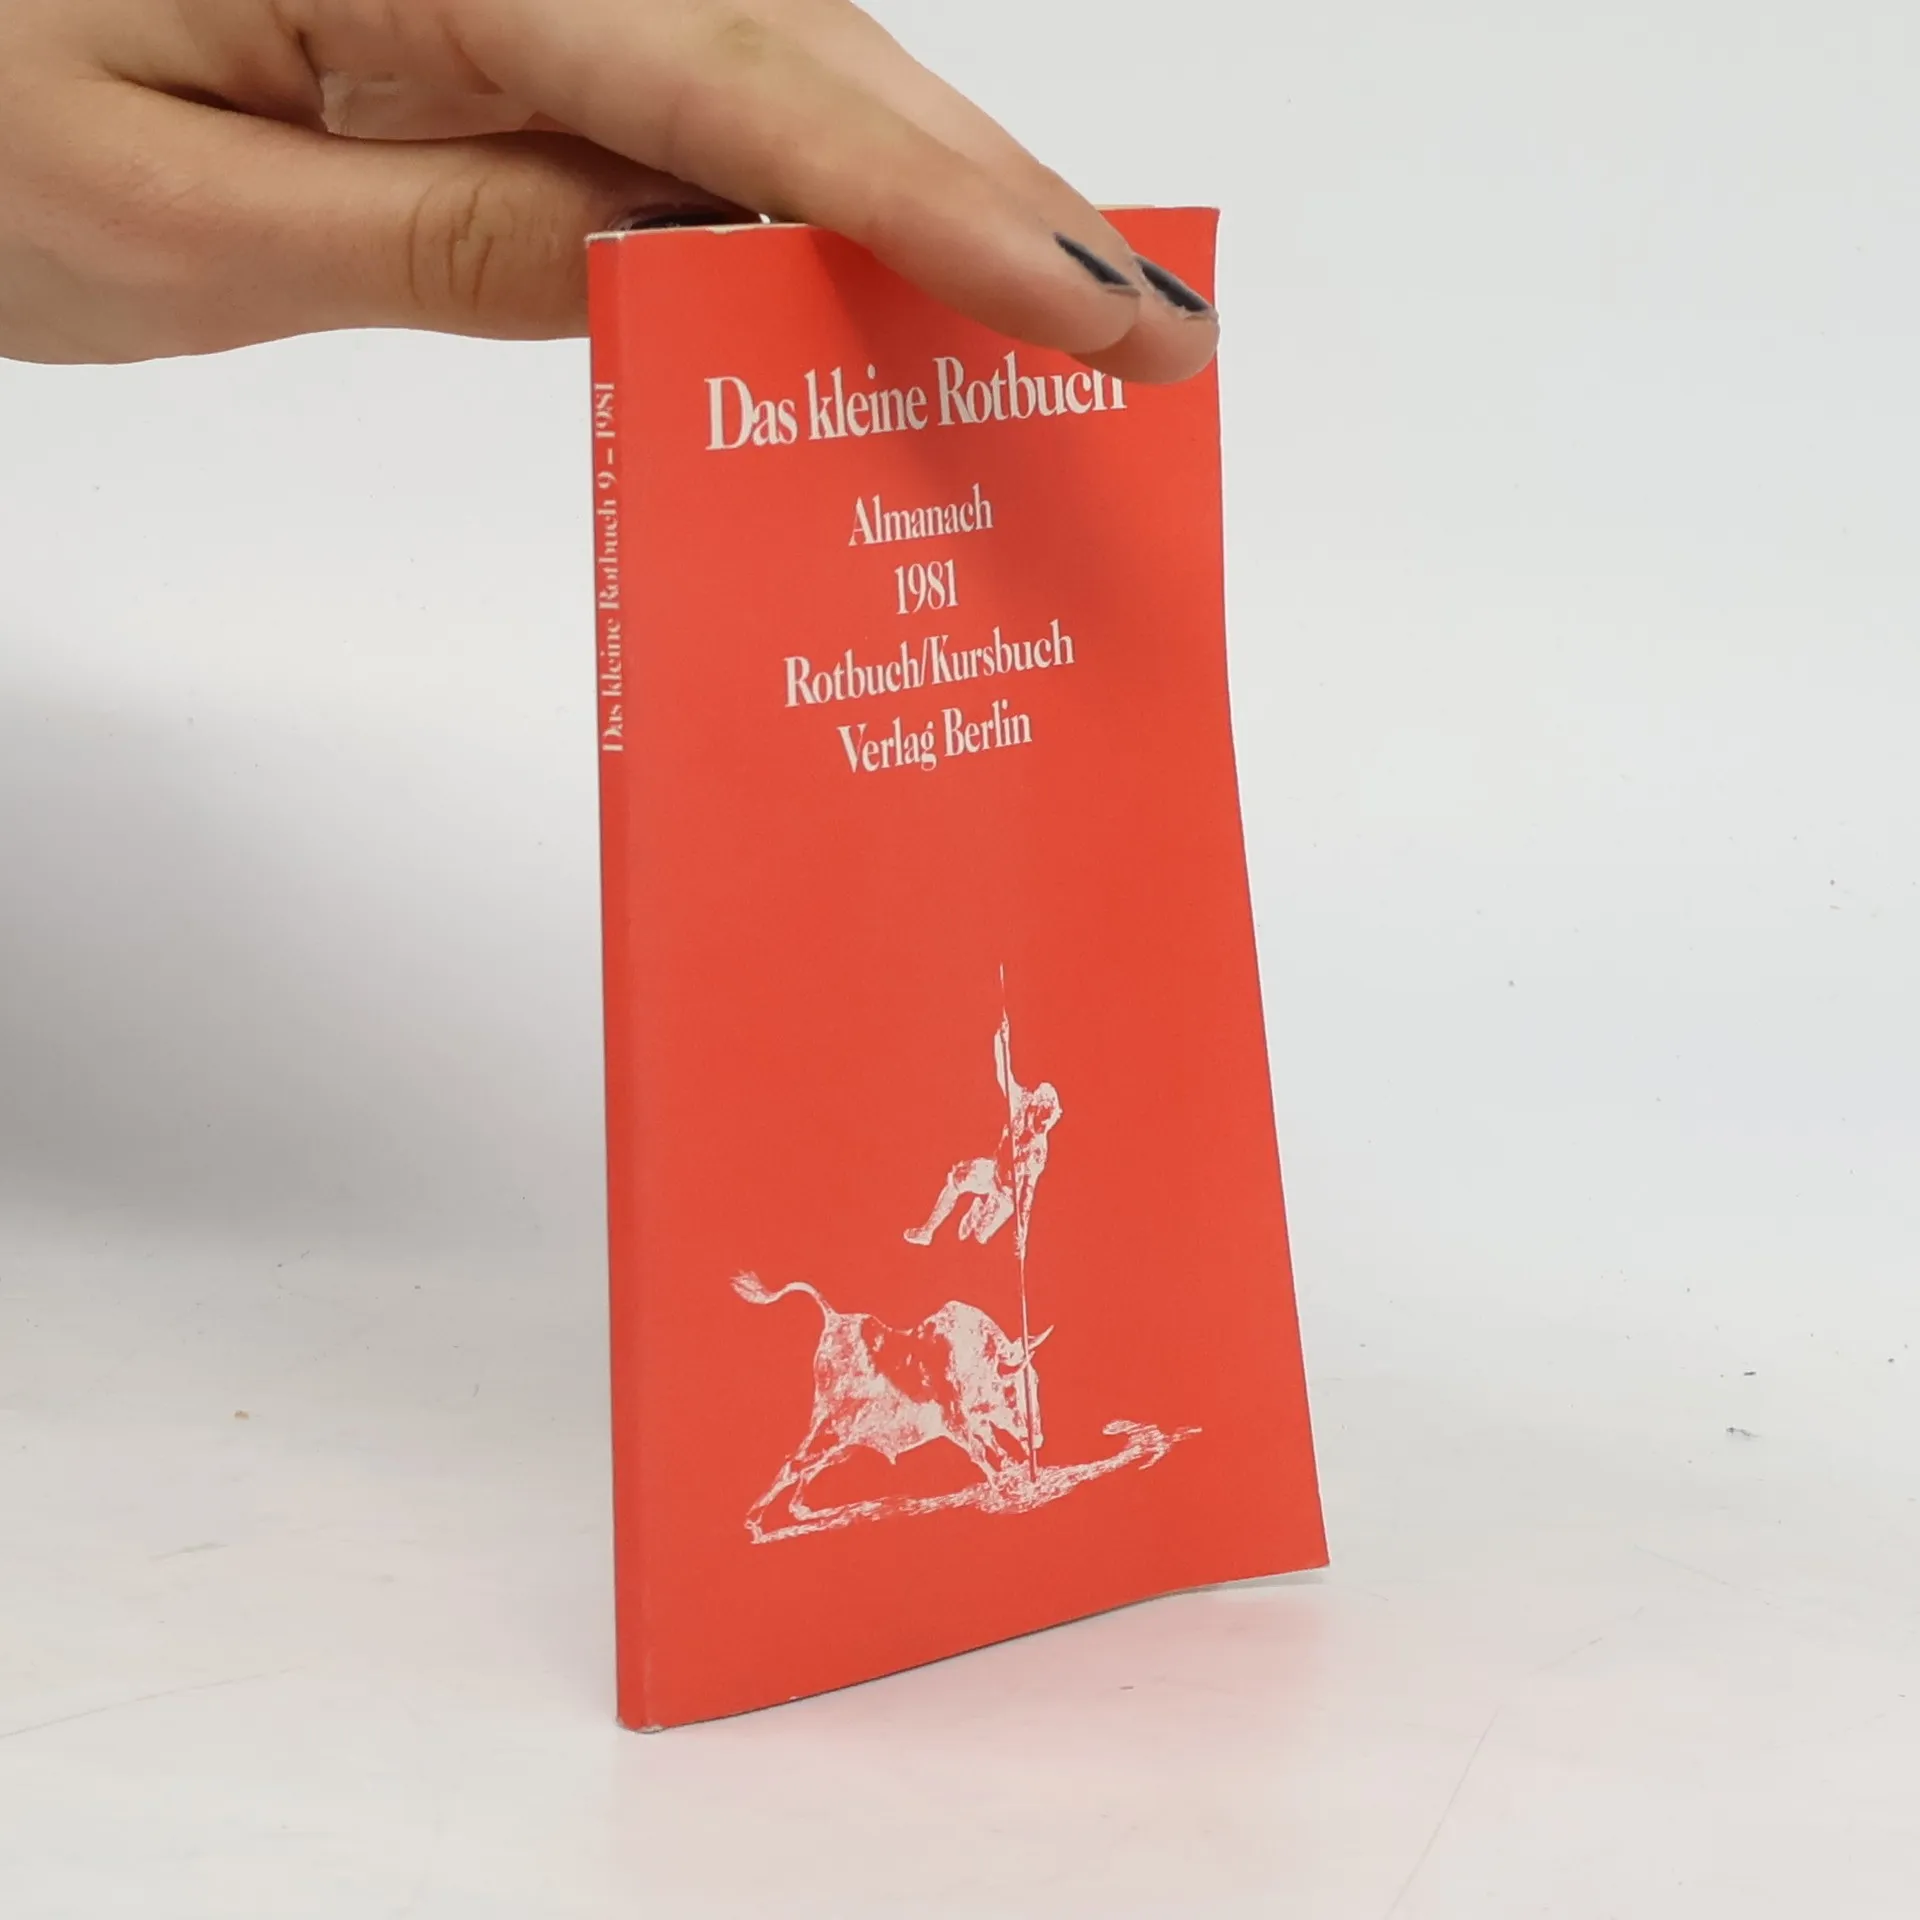 Das kleine Rotbuch
Almanach
1981
Rotbuch/Kursbuch
Verlag Berlin
Das kleine Rotbuch 9 – 1981